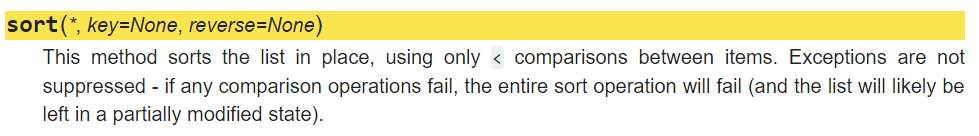 sort(*, key=None, reverse=None)
This method sorts the list in place, using only < comparisons between items. Exceptions are not
suppressed - if any comparison operations fail, the entire sort operation will fail (and the list will likely be
left in a partially modified state).